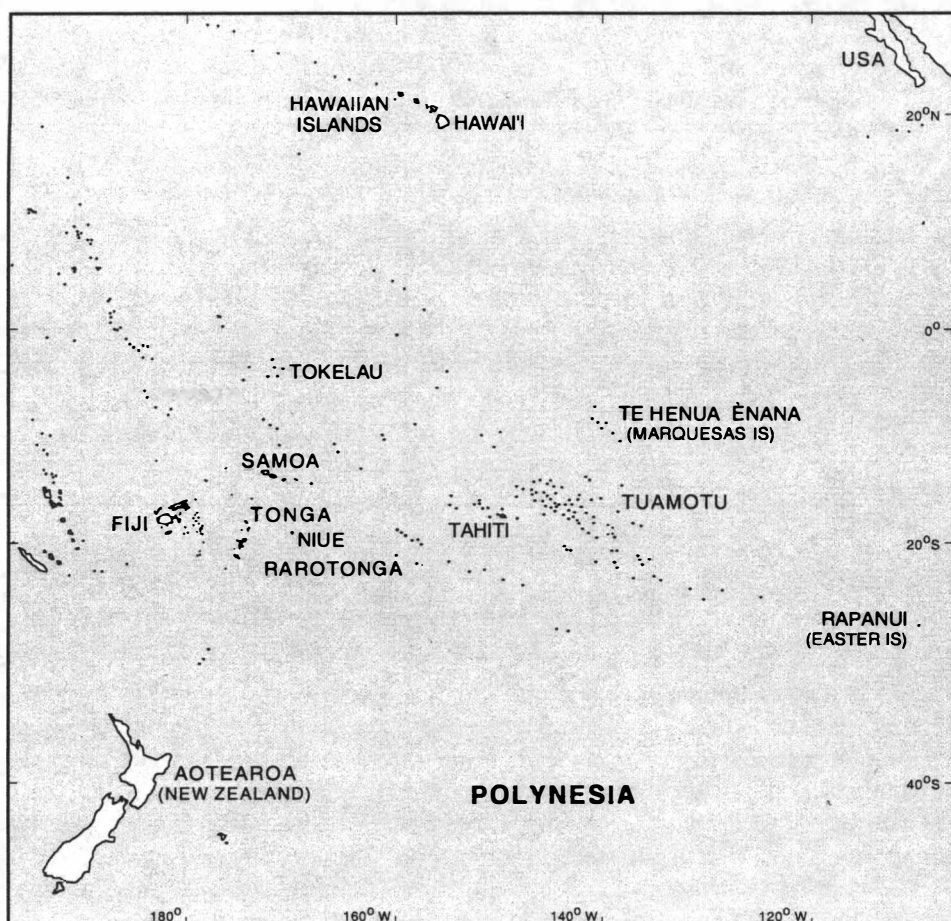 USA
HAWAIIAN
ISLANDS
HAWAI'I
20°N
0°
TOKELAU
TE HENUA ÈNANA
(MARQUESAS IS)
SAMOA
TUAMOTU
FIJI
TONGA
TAHITI
NIUE
20°S
RAROTONGA
RAPANUI
(EASTER IS)
AOTEAROA
(NEW ZEALAND)
POLYNESIA
40°S
180°
160°W
140°W
120°W